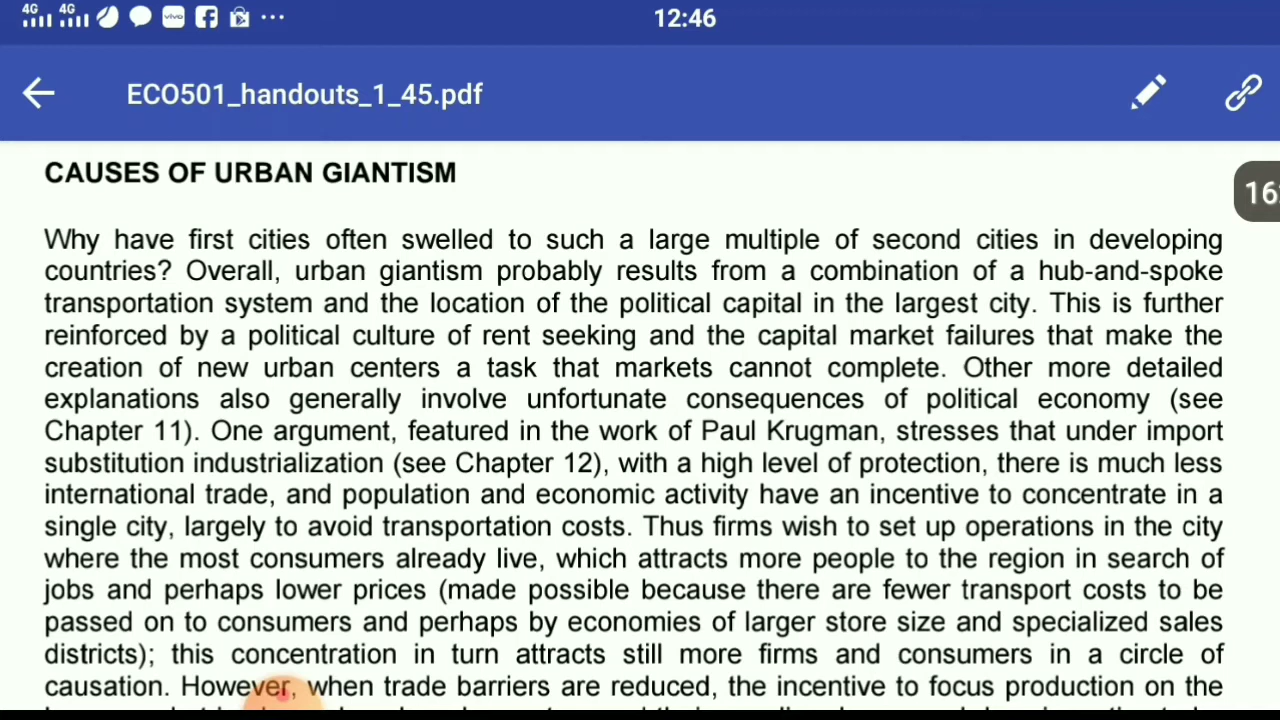 4G 4G vivo 12:46
ECO501_handouts_1_45.pdf
CAUSES OF URBAN GIANTISM
16
Why have first cities often swelled to such a large multiple of second cities in developing
countries? Overall, urban giantism probably results from a combination of a hub-and-spoke
transportation system and the location of the political capital in the largest city. This is further
reinforced by a political culture of rent seeking and the capital market failures that make the
creation of new urban centers a task that markets cannot complete. Other more detailed
explanations also generally involve unfortunate consequences of political economy (see
Chapter 11). One argument, featured in the work of Paul Krugman, stresses that under import
substitution industrialization (see Chapter 12), with a high level of protection, there is much less
international trade, and population and economic activity have an incentive to concentrate in a
single city, largely to avoid transportation costs. Thus firms wish to set up operations in the city
where the most consumers already live, which attracts more people to the region in search of
jobs and perhaps lower prices (made possible because there are fewer transport costs to be
passed on to consumers and perhaps by economies of larger store size and specialized sales
districts); this concentration in turn attracts still more firms and consumers in a circle of
causation. However, when trade barriers are reduced, the incentive to focus production on the